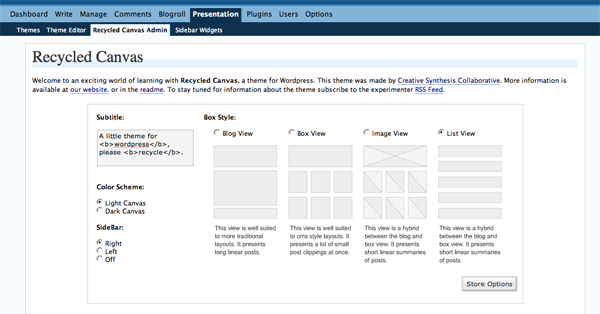 Dashboard Write Manage Comments Blogroll Presentation Plugins Users Options
Themes Theme Editor Recycled Canvas Admin Sidebar Widgets
Recycled Canvas
Welcome to an exciting world of learning with Recycled Canvas, a theme for Wordpress. This theme was made by Creative Synthesis Collaborative. More information is
available at our website. or in the readme. To stay tuned for information about the theme subscribe to the experimenter RSS Feed.
Subtitle:
A little theme for
<b>wordpress</b>,
please <b>recycle</b>.
Color Scheme:
Light Canvas
Dark Canvas
SideBar:
Right
Left
Off
Box Style:
Blog View
This view is well suited
to more traditional
layouts. It presents
long linear posts.
Box View
This view is well suited
to cms style layouts. It
presents a lot of small
post clippings at once.
Image View
This view is a hybrid
between the blog and
box view. It presents
short linear summaries
of posts.
List View
This view is a hybrid
between the blog and
box view. It presents
short linear summaries
of posts.
Store Options